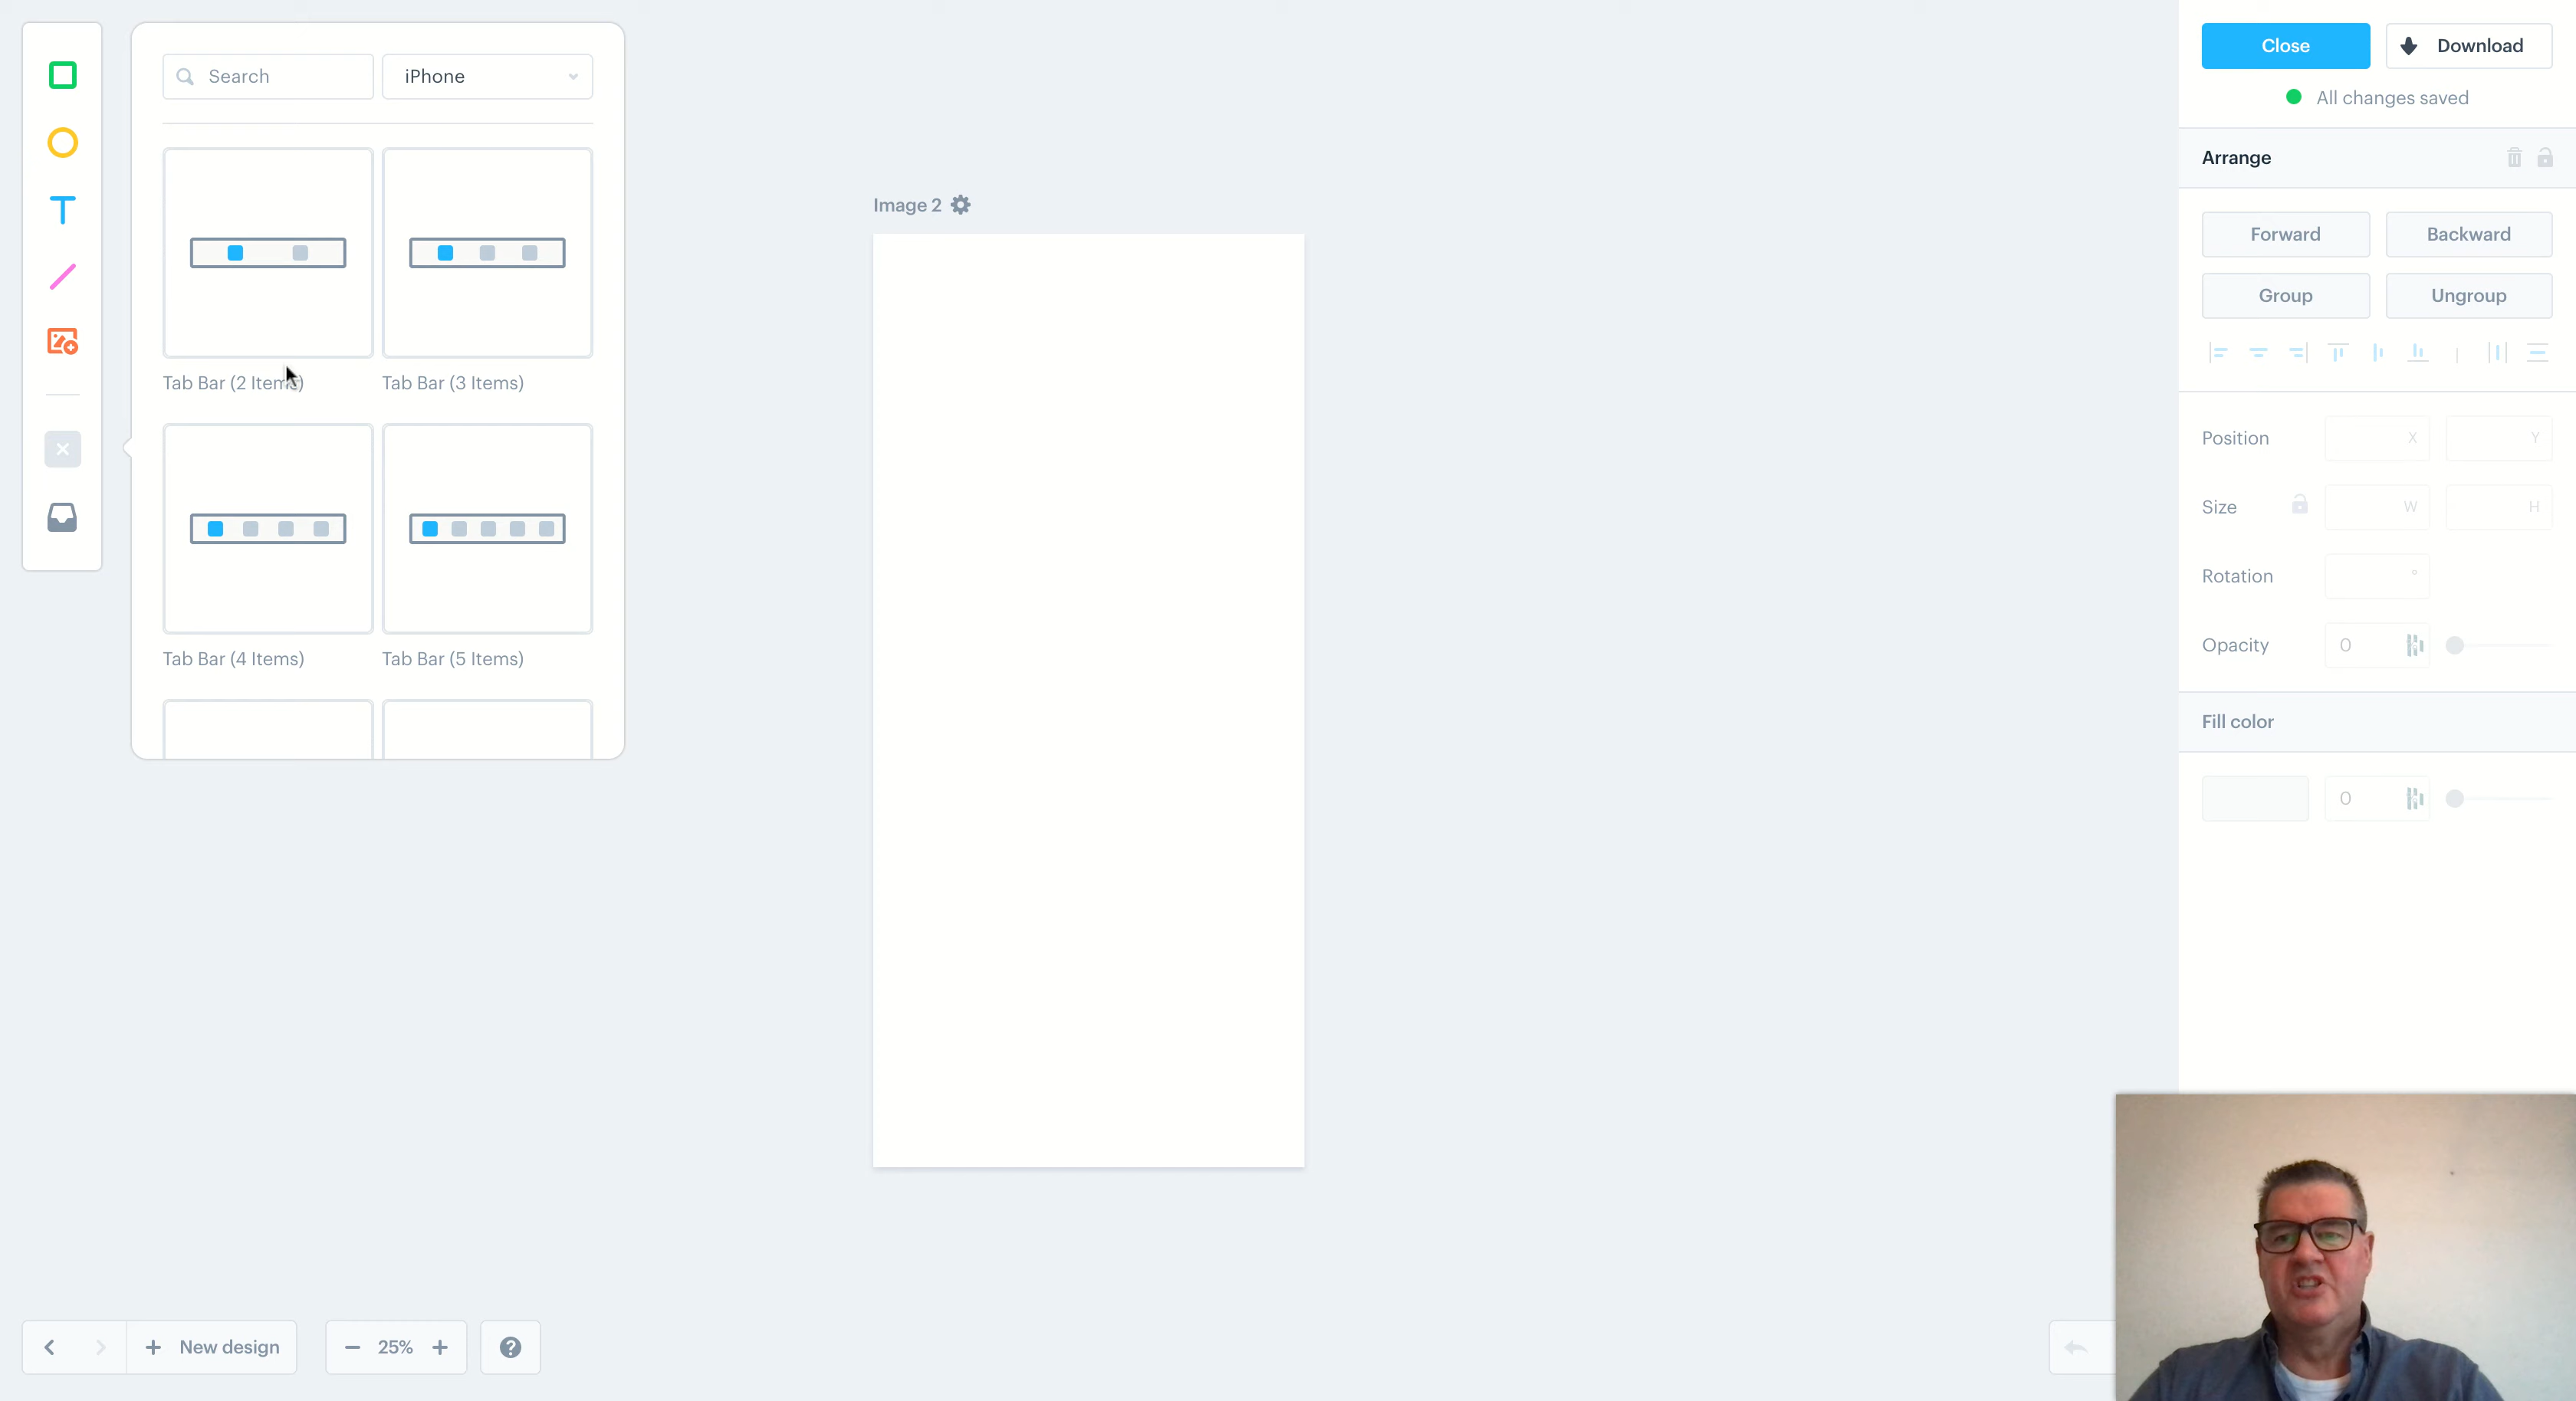 Search
iPhone
Tab Bar (2 Items)
Tab Bar (3 Items)
Tab Bar (4 Items)
Tab Bar (5 Items)
Image 2
New design
25%
?
Close
Download
All changes saved
Arrange
Forward
Backward
Group
Ungroup
Position
X
Y
Size
W
H
Rotation
°
Opacity
0
Fill color
0